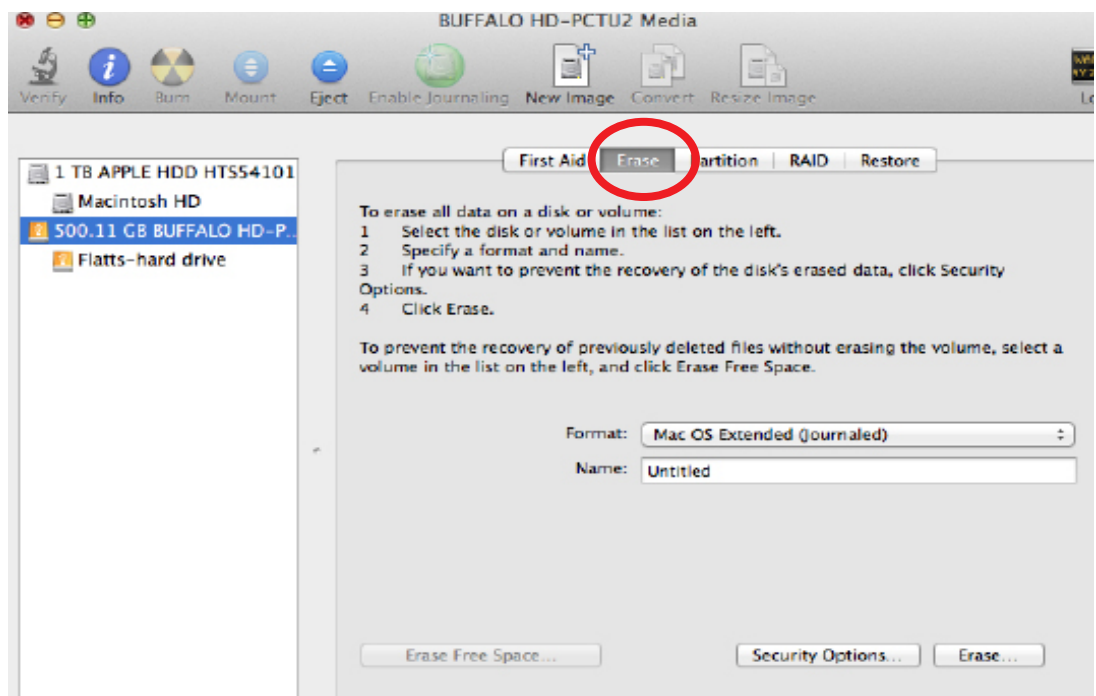 BUFFALO HD-PCTU2 Media
Verify Info Burn Mount Eject Enable Journaling New Image Convert Resize Image
1 TB APPLE HDD HTS54101
Macintosh HD
500.11 GB BUFFALO HD-P...
Flatts-hard drive
First Aid Erase artition RAID Restore
To erase all data on a disk or volume:
1 Select the disk or volume in the list on the left.
2 Specify a format and name.
3 If you want to prevent the recovery of the disk's erased data, click Security
Options.
4 Click Erase.
To prevent the recovery of previously deleted files without erasing the volume, select a
volume in the list on the left, and click Erase Free Space.
Format: Mac OS Extended (Journaled)
Name: Untitled
Erase Free Space... Security Options... Erase...